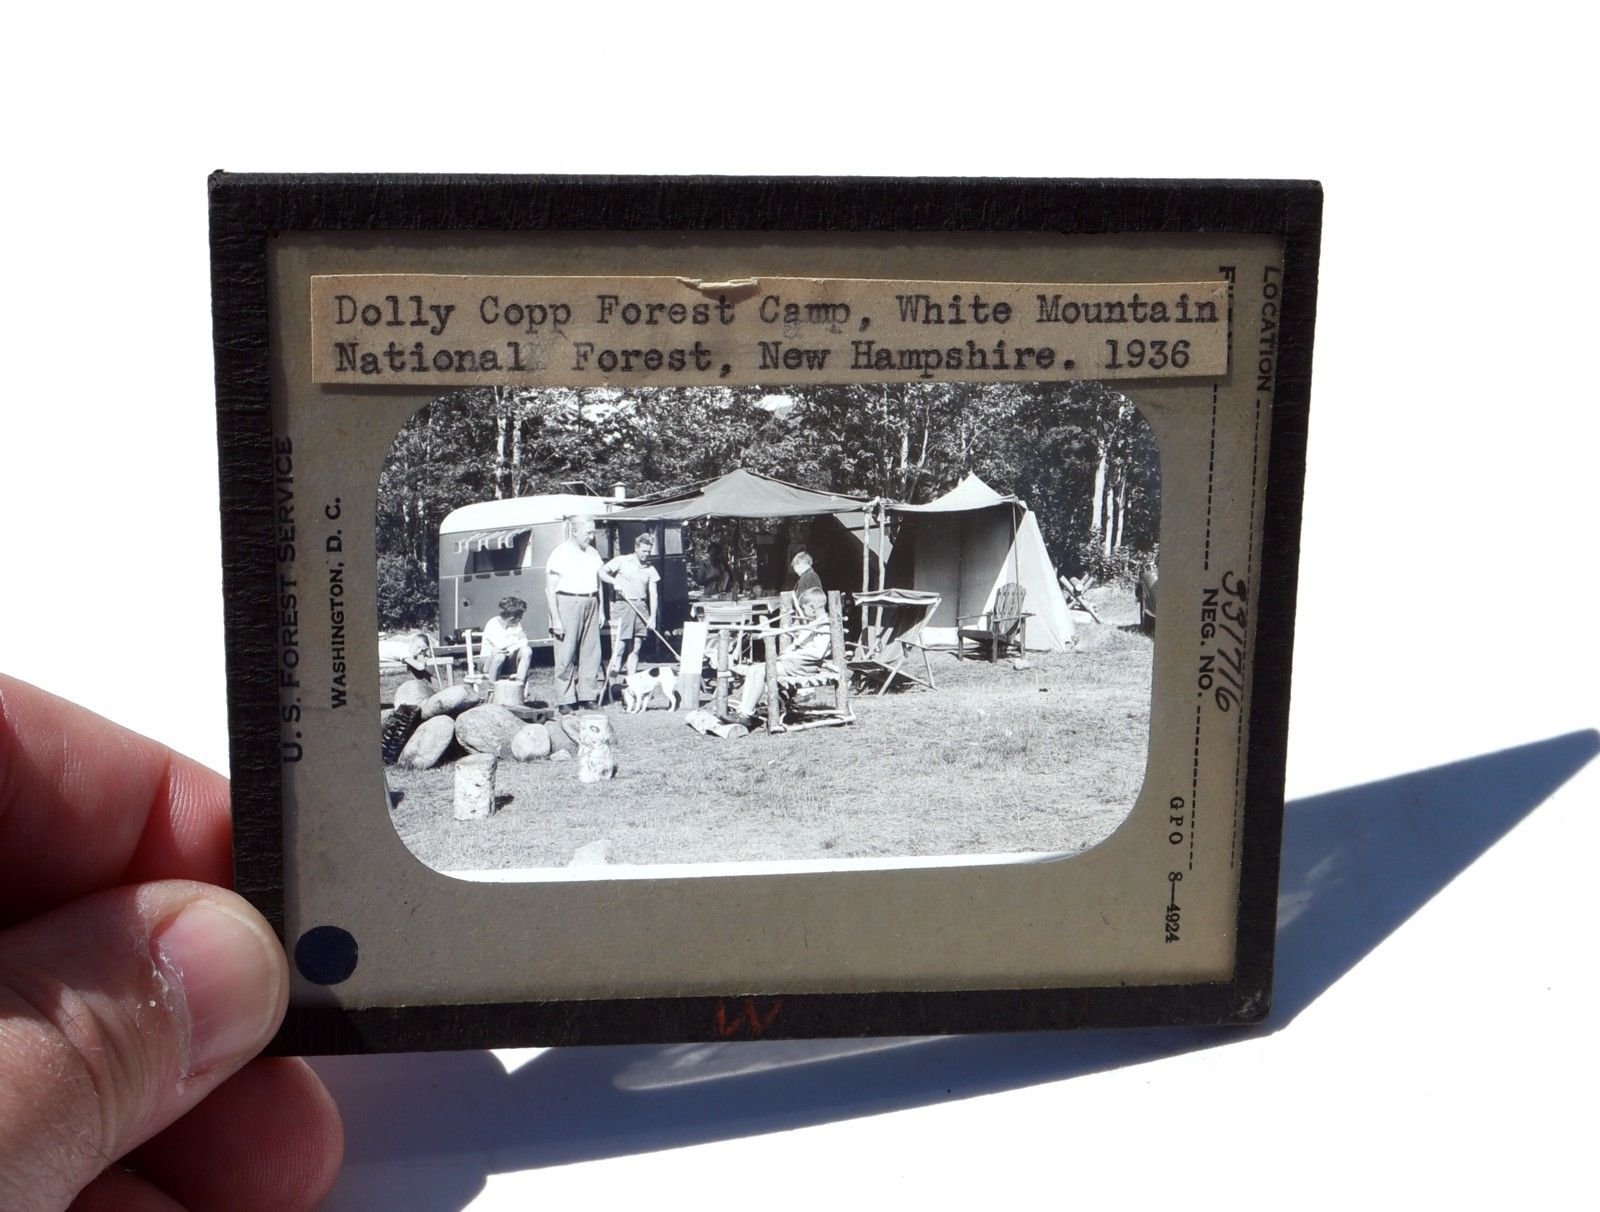 Dolly Copp Forest Camp, White Mountain
National Forest, New Hampshire. 1936
U. S. FOREST SERVICE
WASHINGTON, D. C.
LOCATION
NEG. NO. 331716
GPO 8—4924
W